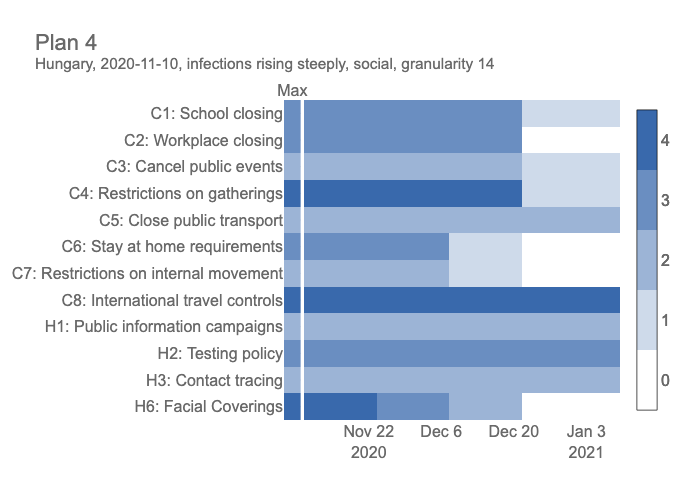 Plan 4
Hungary, 2020-11-10, infections rising steeply, social, granularity 14
Max
C1: School closing
C2: Workplace closing
C3: Cancel public events
C4: Restrictions on gatherings
C5: Close public transport
C6: Stay at home requirements
C7: Restrictions on internal movement
C8: International travel controls
H1: Public information campaigns
H2: Testing policy
H3: Contact tracing
H6: Facial Coverings
4
3
2
1
0
Nov 22 Dec 6 Dec 20 Jan 3
2020 2021